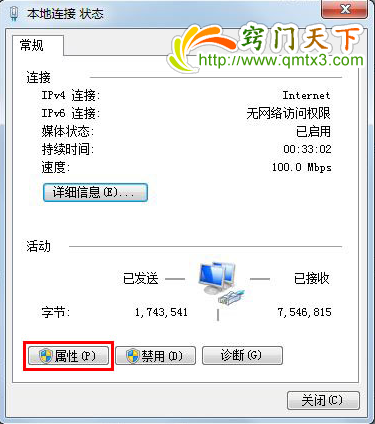 本地连接 状态
窍门天下
http://www.qmtx3.com
常规
连接
IPv4 连接: Internet
IPv6 连接: 无网络访问权限
媒体状态: 已启用
持续时间: 00:33:02
速度: 100.0 Mbps
详细信息(E)...
活动
已发送 — 已接收
字节: 1,743,541 | 7,546,815
属性(P) 禁用(D) 诊断(G)
关闭(C)